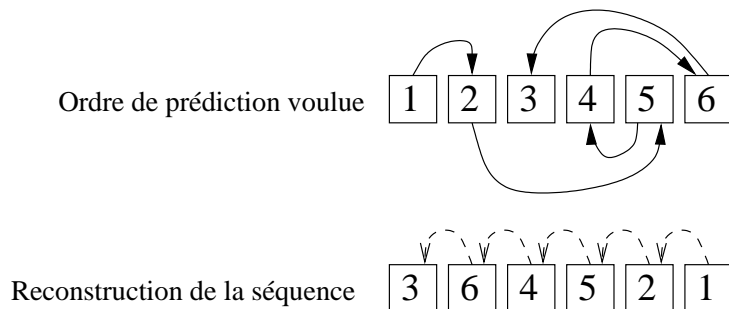 Ordre de prédiction voulue 1 2 3 4 5 6
Reconstruction de la séquence 3 6 4 5 2 1